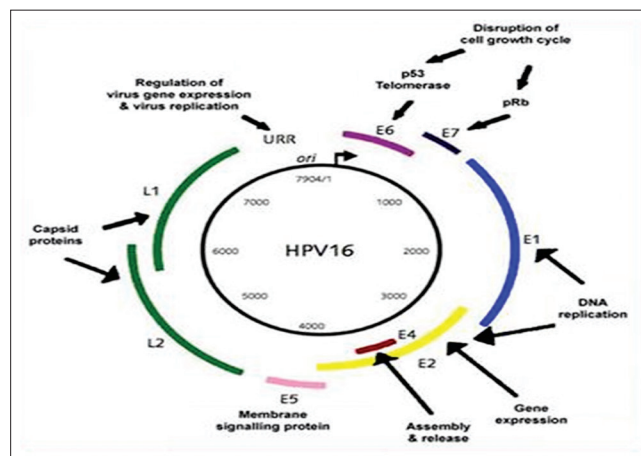 Disruption of
cell growth cycle
p53
Telomerase
pRb
Regulation of
virus gene expression
& virus replication
URR
E6
E7
ori
7904/1
L1
7000
1000
Capsid
proteins
6000
HPV16
2000
E1
5000
3000
4000
DNA
replication
L2
E4
E2
E5
Membrane
signalling protein
Assembly
& release
Gene
expression